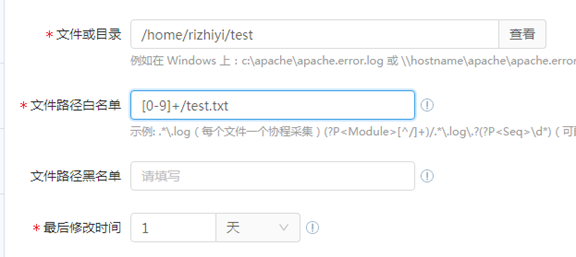 * 文件或目录 /home/rizhiyi/test 查看
例如在 Windows 上：c:\apache\apache.error.log 或 \\hostname\apache\apache.error
* 文件路径白名单 [0-9]+/test.txt
示例: .*\.log ( 每个文件一个协程采集 ) (?P<Module>[^/]+)/.*\.log\.?(?P<Seq>\d*) (
文件路径黑名单 请填写
* 最后修改时间 1 天